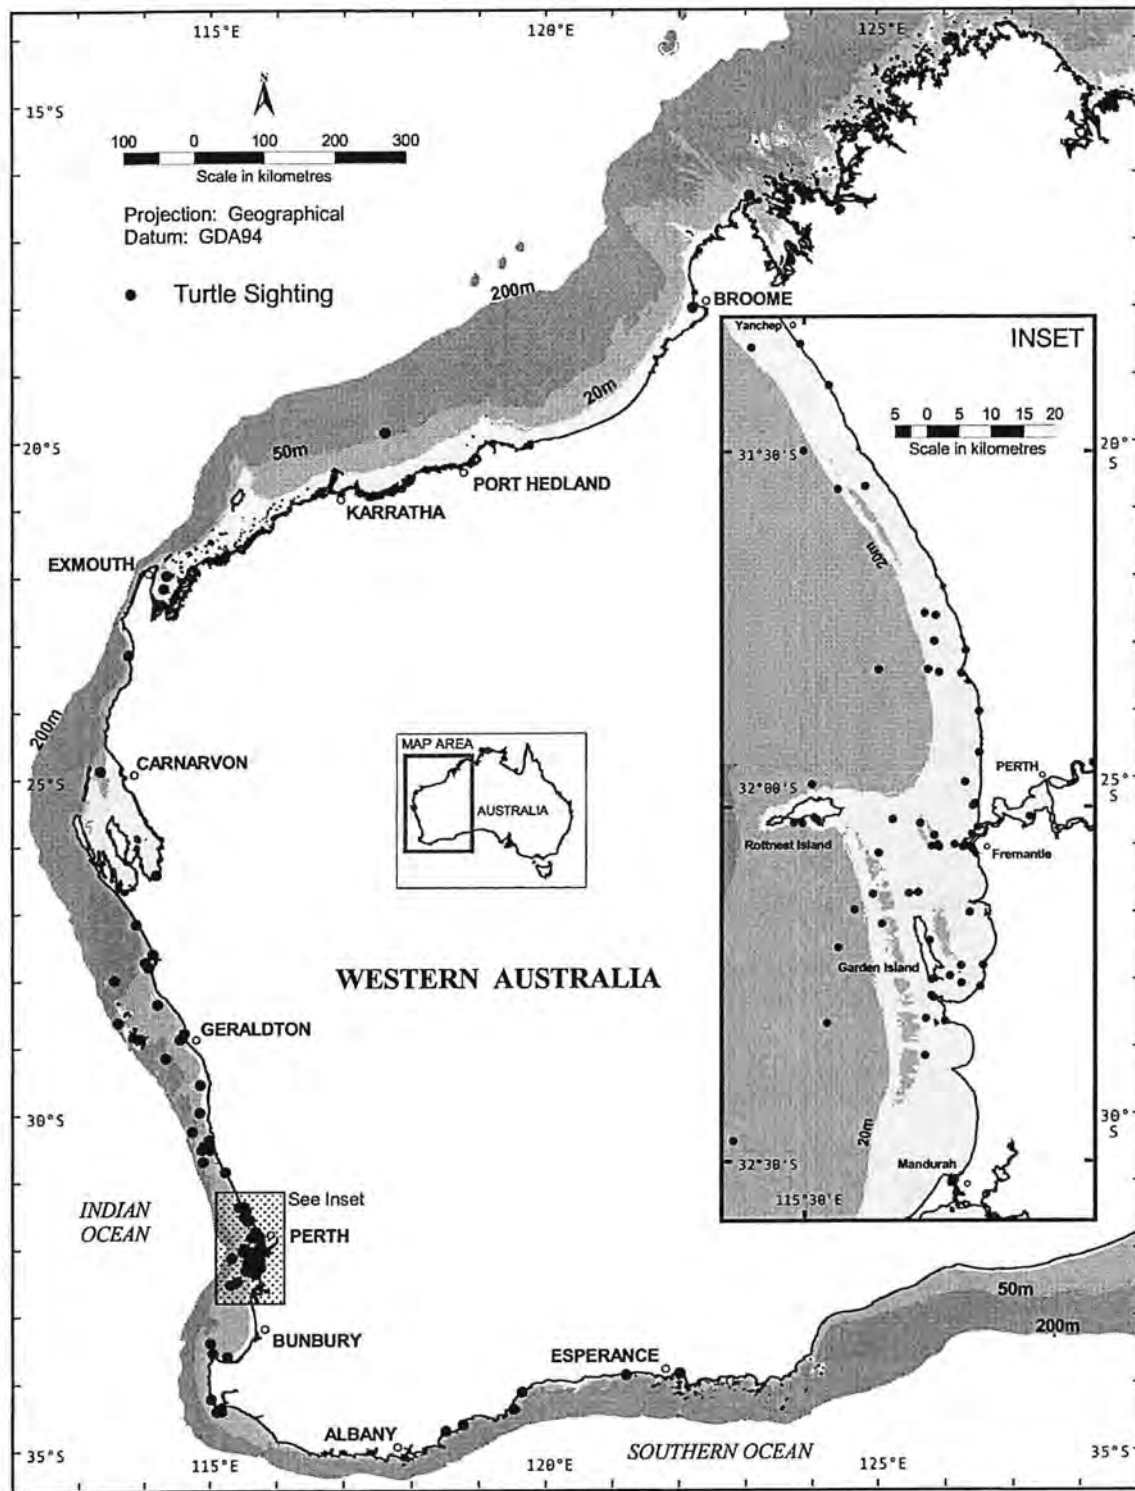 115°E
120°E
125°E
N
15°S
100 0 100 200 300
Scale in kilometres
Projection: Geographical
Datum: GDA94
Turtle Sighting
200m
BROOME
Yanchep
INSET
5 0 5 10 15 20
Scale in kilometres
20m
50m
20°S
20°
S
31°30'S
PORT HEDLAND
KARRATHA
20m
EXMOUTH
200m
MAP AREA
AUSTRALIA
CARNARVON
25°S
PERTH
25°
S
32°00'S
Rottnest Island
Fremantle
WESTERN AUSTRALIA
Garden Island
GERALDTON
30°S
30°
S
20m
32°30'S
Mandurah
115°30'E
See Inset
INDIAN
OCEAN
PERTH
50m
200m
BUNBURY
ESPERANCE
ALBANY
SOUTHERN OCEAN
35°S
35°S
115°E
120°E
125°E